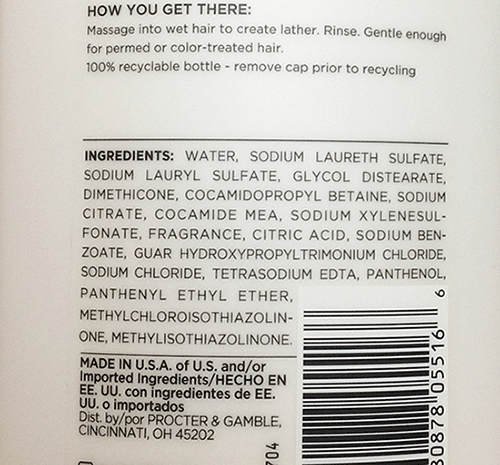 HOW YOU GET THERE:
Massage into wet hair to create lather. Rinse. Gentle enough
for permed or color-treated hair.
100% recyclable bottle - remove cap prior to recycling
INGREDIENTS: WATER, SODIUM LAURETH SULFATE,
SODIUM LAURYL SULFATE, GLYCOL DISTEARATE,
DIMETHICONE, COCAMIDOPROPYL BETAINE, SODIUM
CITRATE, COCAMIDE MEA, SODIUM XYLENESUL-
FONATE, FRAGRANCE, CITRIC ACID, SODIUM BEN-
ZOATE, GUAR HYDROXYPROPYLTRIMONIUM CHLORIDE,
SODIUM CHLORIDE, TETRASODIUM EDTA, PANTHENOL,
PANTHENYL ETHYL ETHER,
METHYLCHLOROISOTHIAZOLIN-
ONE, METHYLISOTHIAZOLINONE.
MADE IN U.S.A. of U.S. and/or
Imported Ingredients/HECHO EN
EE. UU. con ingredientes de EE.
UU. o importados
Dist. by/por PROCTER & GAMBLE,
CINCINNATI, OH 45202
704
80878 05516 6